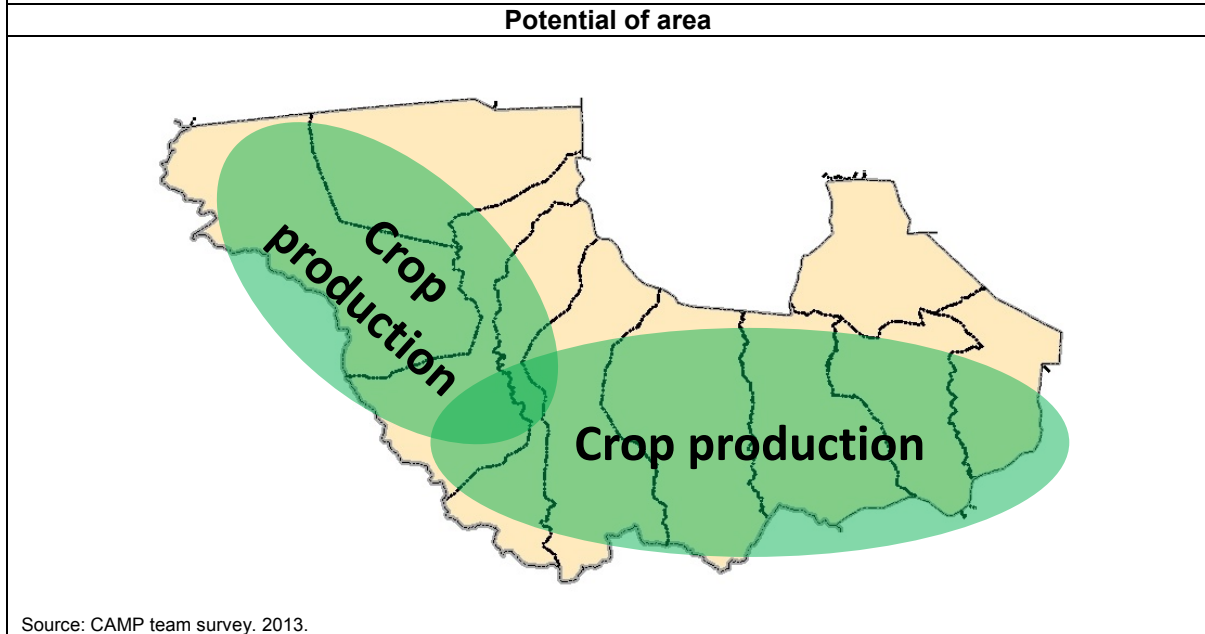 Potential of area
Crop
production
Crop production
Source: CAMP team survey. 2013.